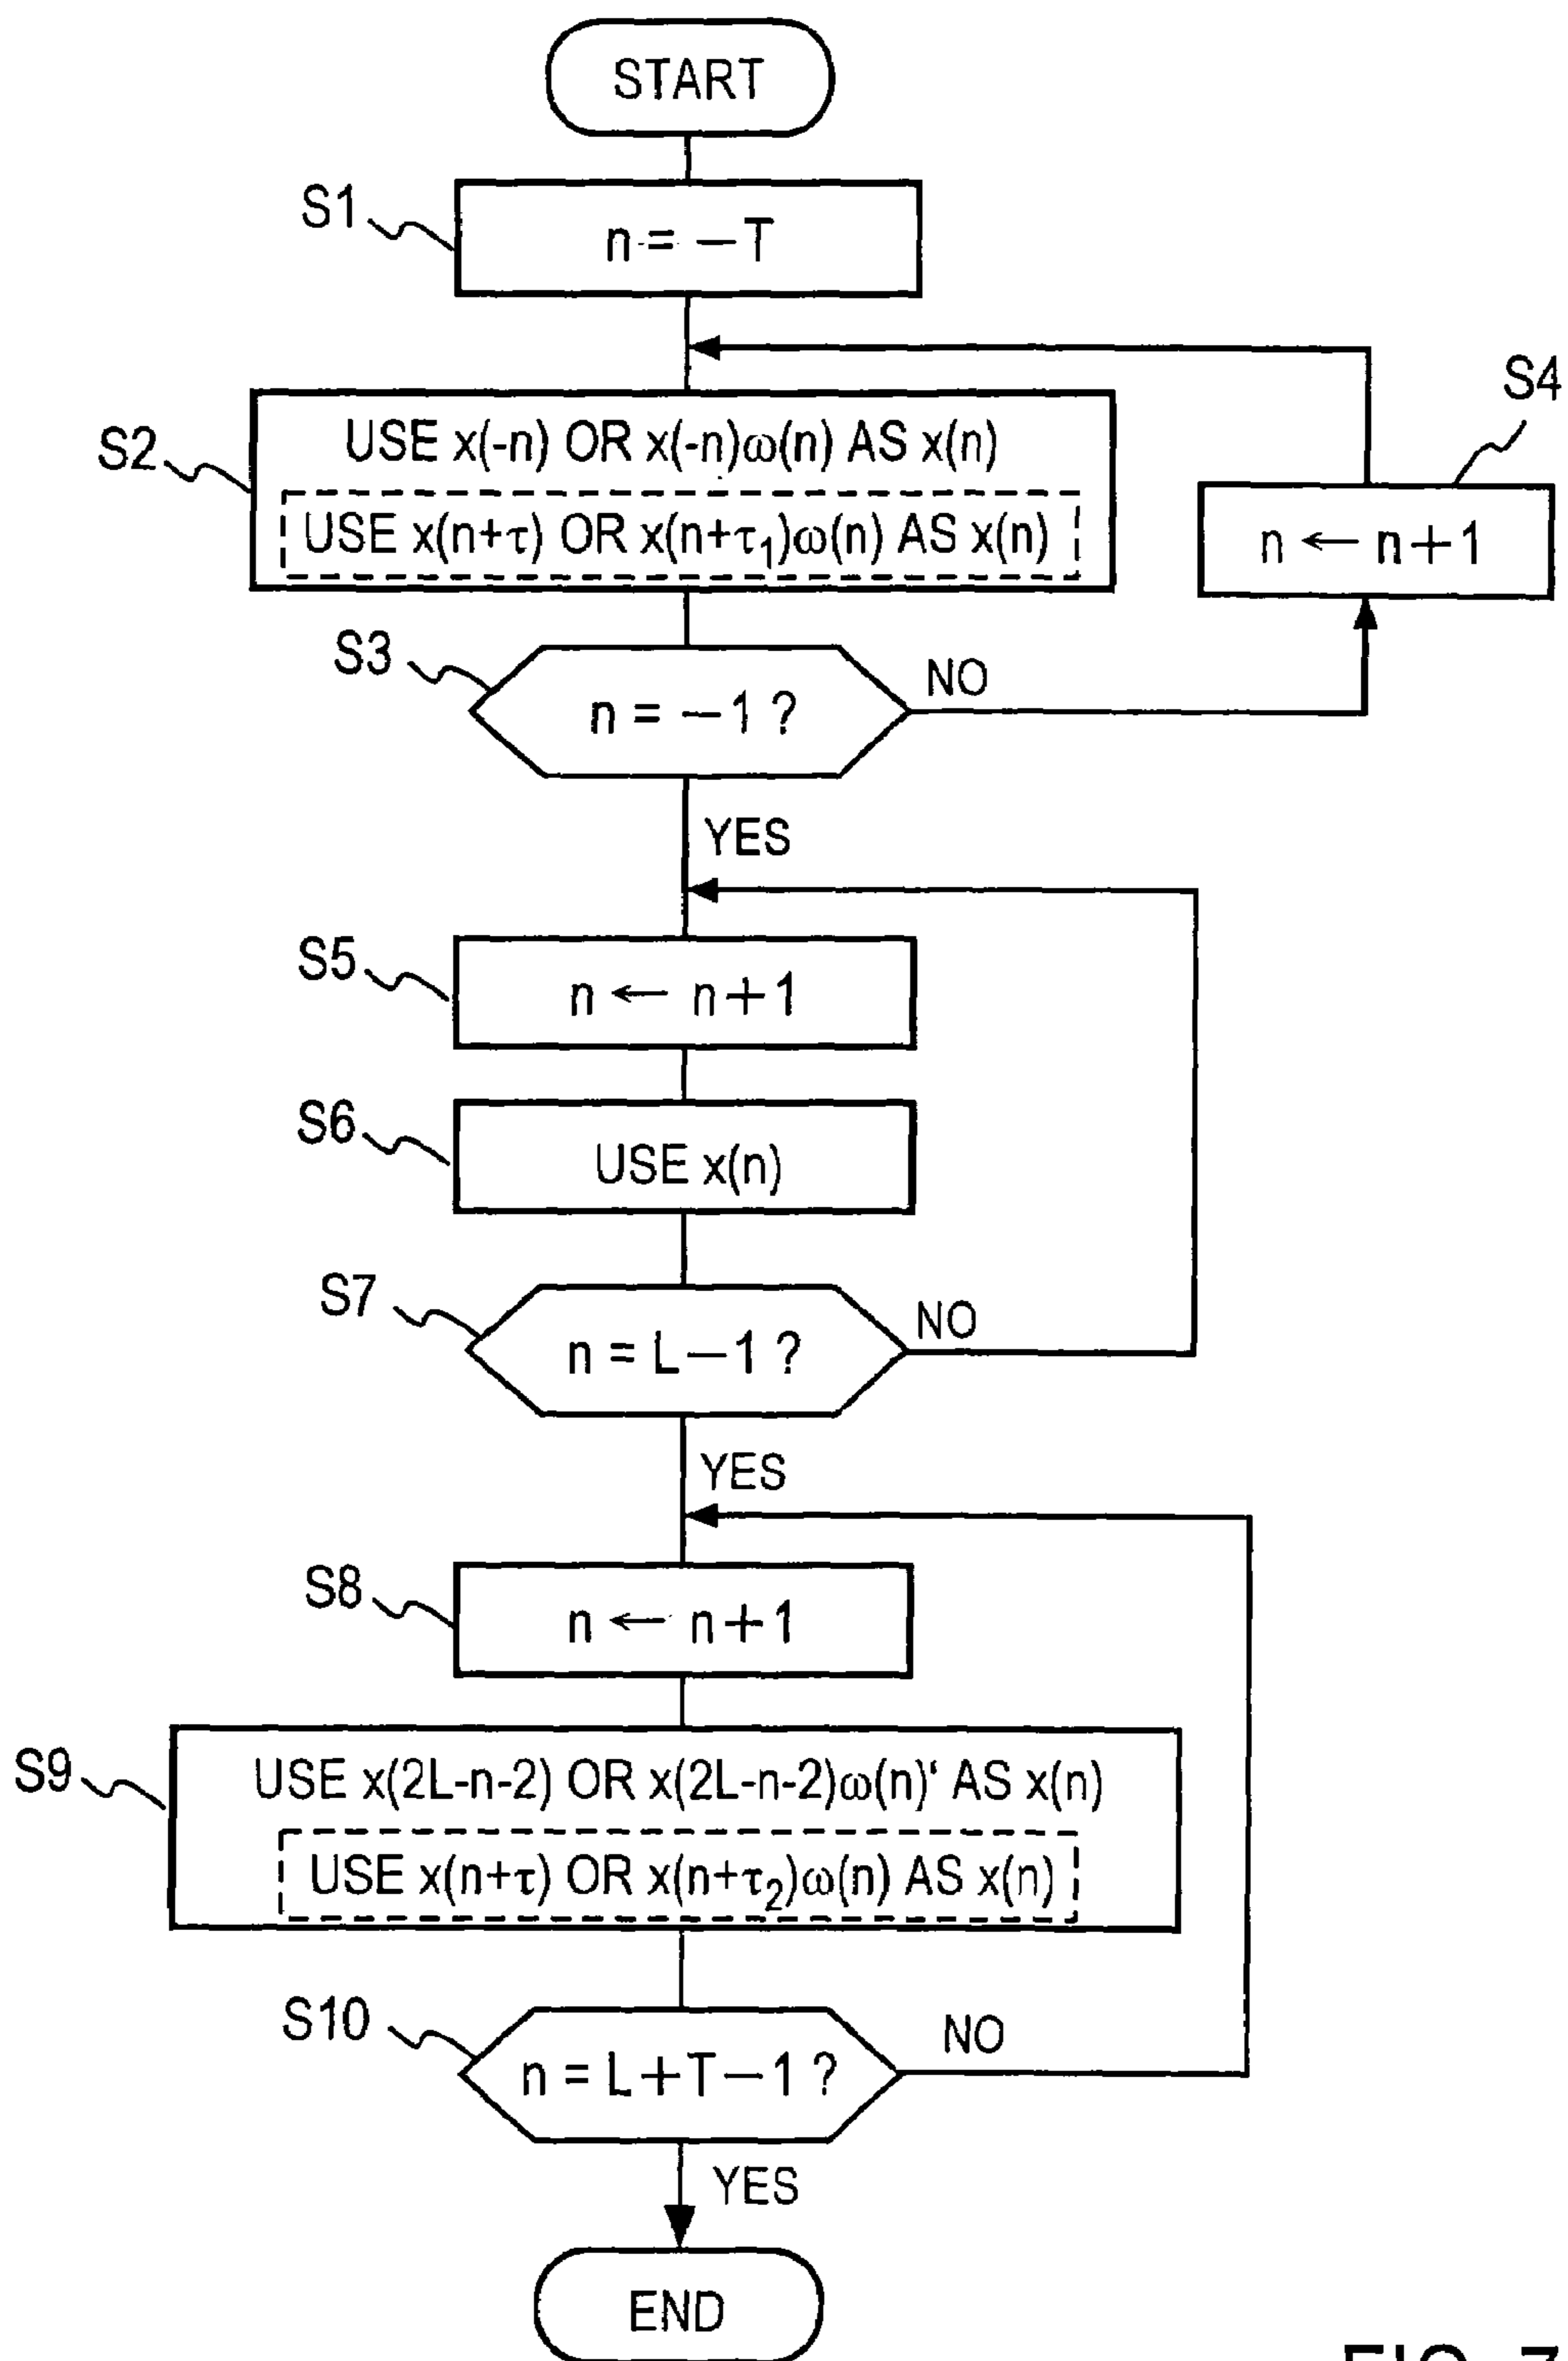 START
S1
n = −T
S4
S2
USE x(-n) OR x(-n)ω(n) AS x(n)
USE x(n+τ) OR x(n+τ₁)ω(n) AS x(n)
n ← n+1
S3
n = −1 ?
NO
YES
S5
n ← n+1
S6
USE x(n)
S7
n = L−1 ?
NO
YES
S8
n ← n+1
S9
USE x(2L-n-2) OR x(2L-n-2)ω(n)' AS x(n)
USE x(n+τ) OR x(n+τ₂)ω(n) AS x(n)
S10
n = L+T−1 ?
NO
YES
END
FIG. 7